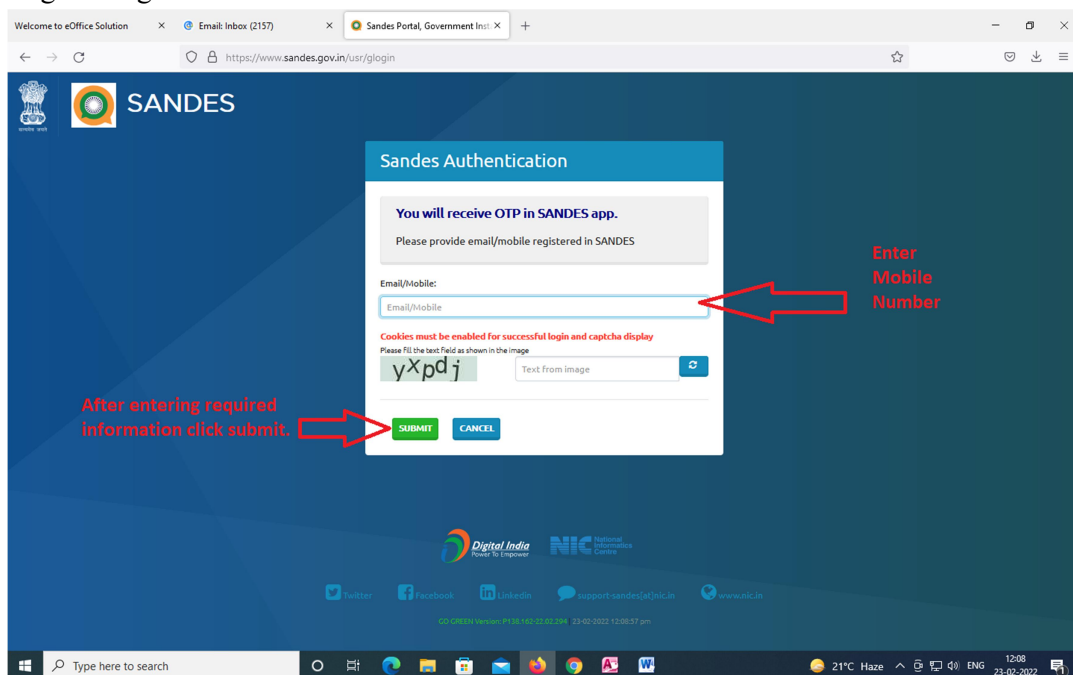 Welcome to eOffice Solution
Email: Inbox (2157)
Sandes Portal, Government Inst
https://www.sandes.gov.in/usr/glogin
सत्यमेव जयते
SANDES
Sandes Authentication
You will receive OTP in SANDES app.
Please provide email/mobile registered in SANDES
Enter
Mobile
Number
Email/Mobile:
Email/Mobile
Cookies must be enabled for successful login and captcha display
Please fill the text field as shown in the image
yxpdj
Text from image
After entering required
information click submit.
SUBMIT
CANCEL
Digital India
Power To Empower
NIC National
Informatics
Centre
Twitter
Facebook
Linkedin
support-sandes[at]nic.in
www.nic.in
GO GREEN Version: P138.162-22.02.294 | 23-02-2022 12:08:57 pm
Type here to search
21°C Haze
ENG
12:08
23-02-2022
1